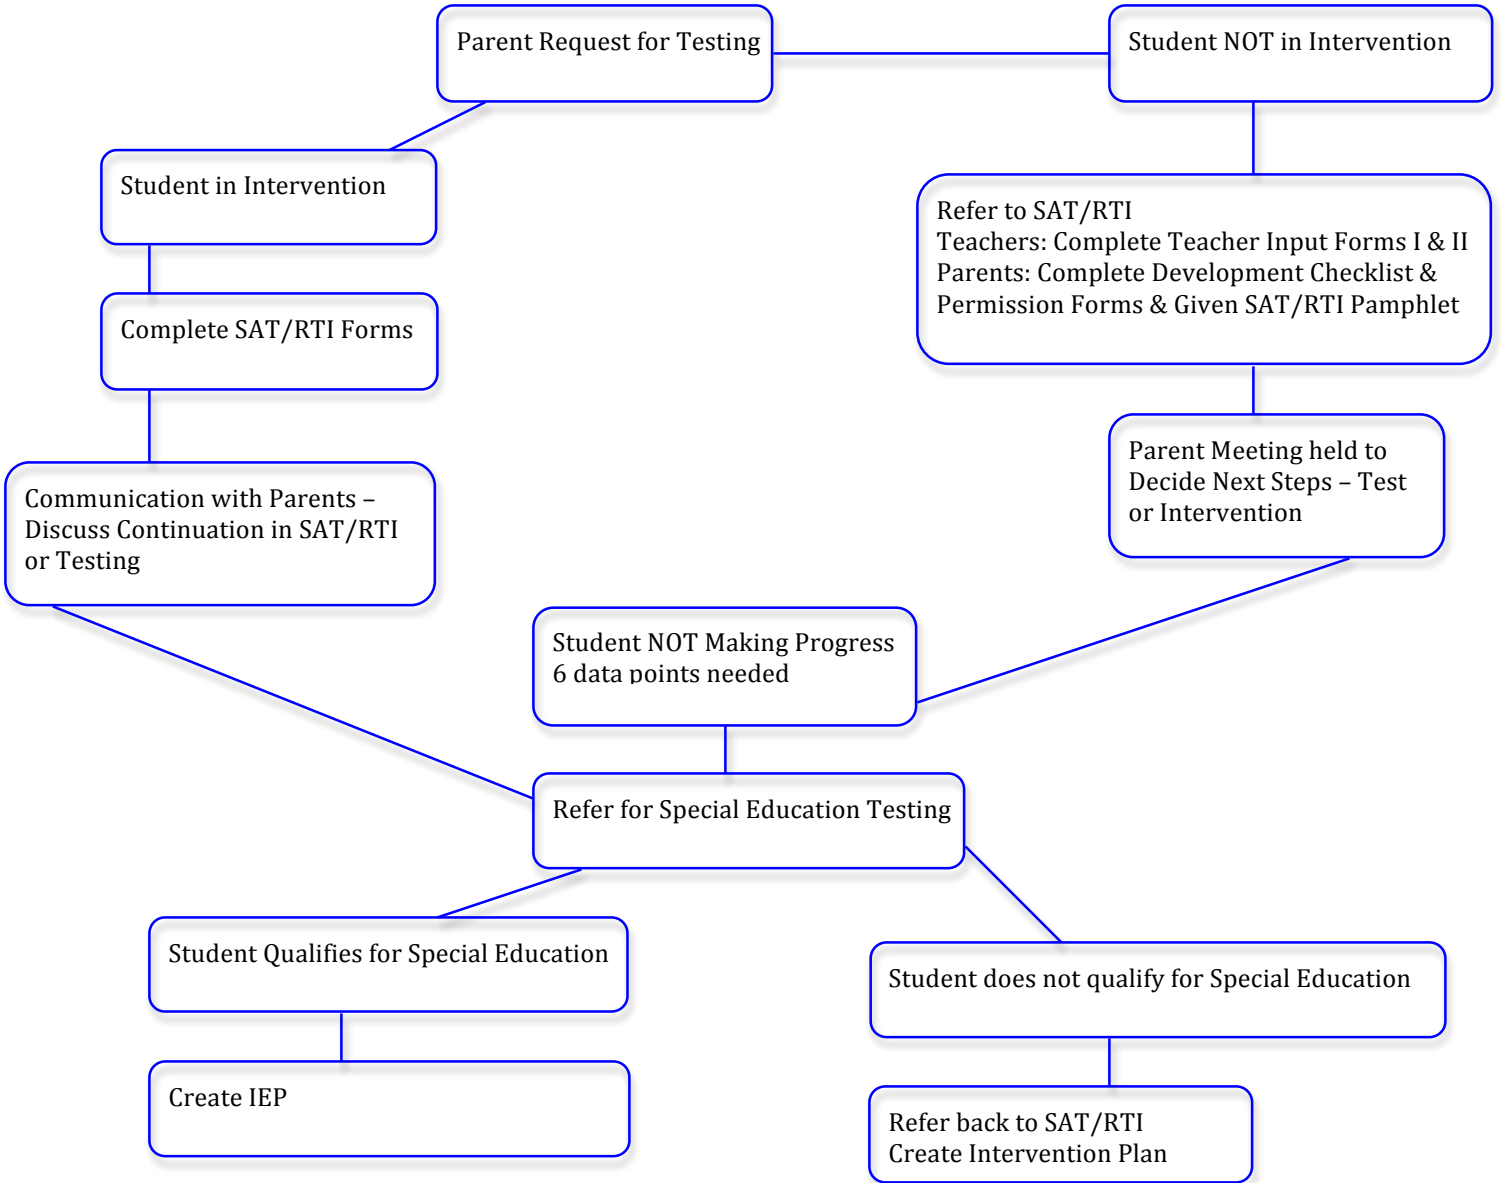 Parent Request for Testing
Student NOT in Intervention
Student in Intervention
Refer to SAT/RTI
Teachers: Complete Teacher Input Forms I & II
Parents: Complete Development Checklist &
Permission Forms & Given SAT/RTI Pamphlet
Complete SAT/RTI Forms
Communication with Parents –
Discuss Continuation in SAT/RTI
or Testing
Parent Meeting held to
Decide Next Steps – Test
or Intervention
Student NOT Making Progress
6 data points needed
Refer for Special Education Testing
Student Qualifies for Special Education
Student does not qualify for Special Education
Create IEP
Refer back to SAT/RTI
Create Intervention Plan